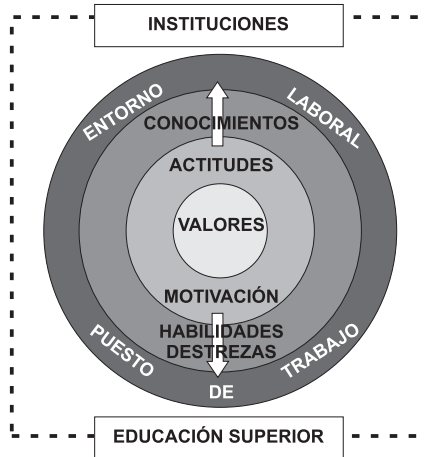 INSTITUCIONES
ENTORNO LABORAL
CONOCIMIENTOS
ACTITUDES
VALORES
MOTIVACIÓN
HABILIDADES
DESTREZAS
PUESTO DE TRABAJO
EDUCACIÓN SUPERIOR